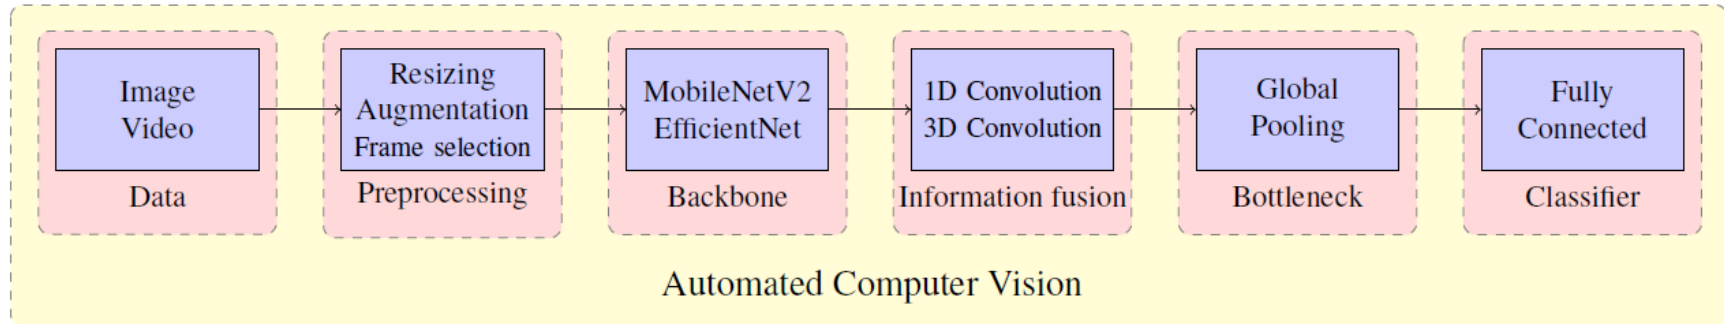 Image
Video
Data
Resizing
Augmentation
Frame selection
Preprocessing
MobileNetV2
EfficientNet
Backbone
1D Convolution
3D Convolution
Information fusion
Global
Pooling
Bottleneck
Fully
Connected
Classifier
Automated Computer Vision